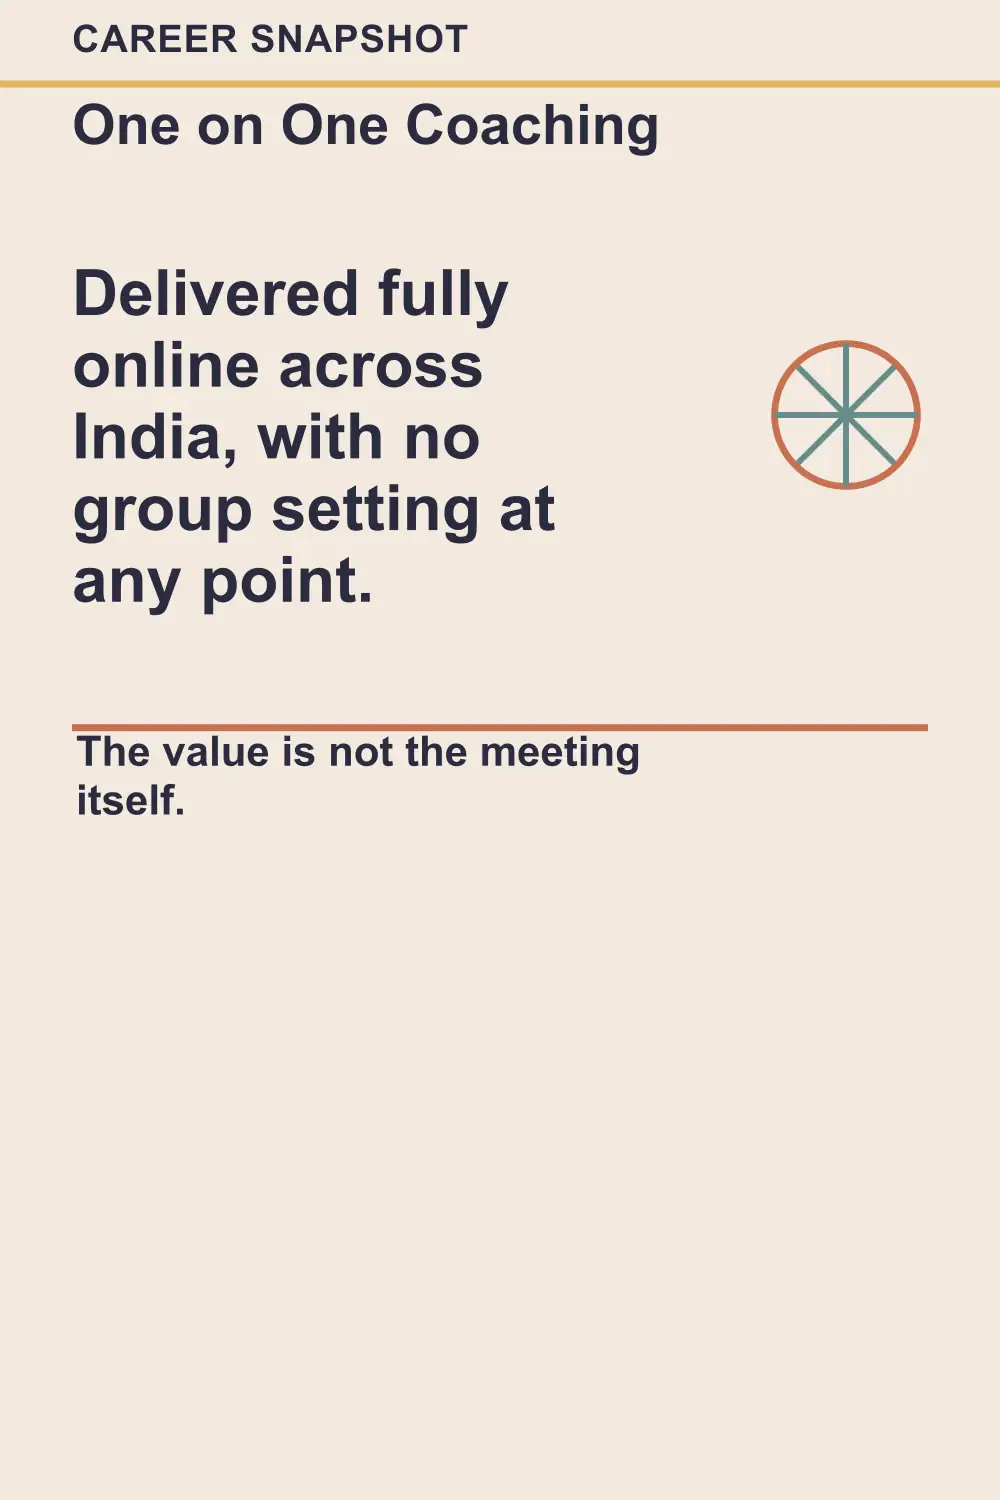 CAREER SNAPSHOT
One on One Coaching
Delivered fully
online across
India, with no
group setting at
any point.
The value is not the meeting
itself.